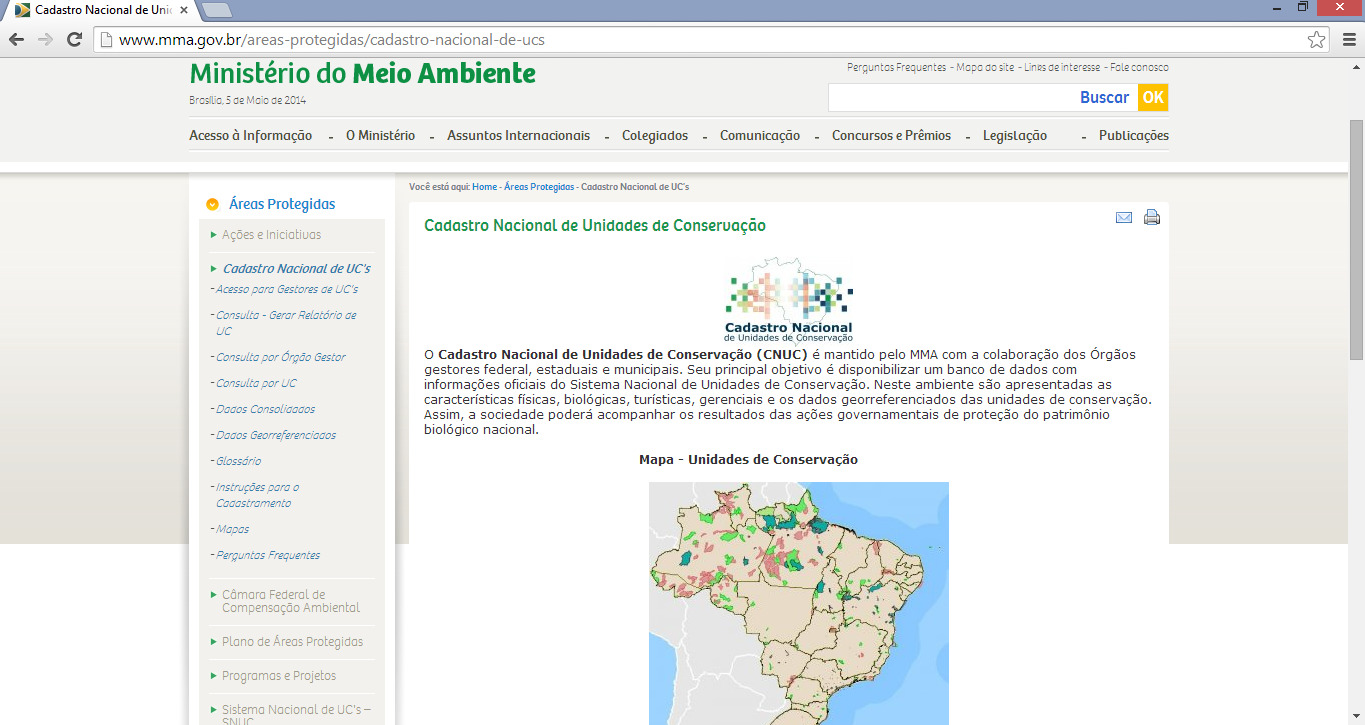 Cadastro Nacional de Unid
www.mma.gov.br/areas-protegidas/cadastro-nacional-de-ucs
Ministério do Meio Ambiente
Brasília, 5 de Maio de 2014
Perguntas Frequentes - Mapa do site - Links de interesse - Fale conosco
Buscar OK
Acesso à Informação - O Ministério - Assuntos Internacionais - Colegiados - Comunicação - Concursos e Prêmios - Legislação - Publicações
Áreas Protegidas
Ações e Iniciativas
Cadastro Nacional de UC's
-Acesso para Gestores de UC's
-Consulta - Gerar Relatório de
UC
-Consulta por Órgão Gestor
-Consulta por UC
-Dados Consolidados
-Dados Georreferenciados
-Glossário
-Instruções para o
Cadastramento
-Mapas
-Perguntas Frequentes
Câmara Federal de
Compensação Ambiental
Plano de Áreas Protegidas
Programas e Projetos
Sistema Nacional de UC's –
SNUC
Você está aqui: Home - Áreas Protegidas - Cadastro Nacional de UC's
Cadastro Nacional de Unidades de Conservação
Cadastro Nacional
de Unidades de Conservação
O Cadastro Nacional de Unidades de Conservação (CNUC) é mantido pelo MMA com a colaboração dos Órgãos
gestores federal, estaduais e municipais. Seu principal objetivo é disponibilizar um banco de dados com
informações oficiais do Sistema Nacional de Unidades de Conservação. Neste ambiente são apresentadas as
características físicas, biológicas, turísticas, gerenciais e os dados georreferenciados das unidades de conservação.
Assim, a sociedade poderá acompanhar os resultados das ações governamentais de proteção do patrimônio
biológico nacional.
Mapa - Unidades de Conservação